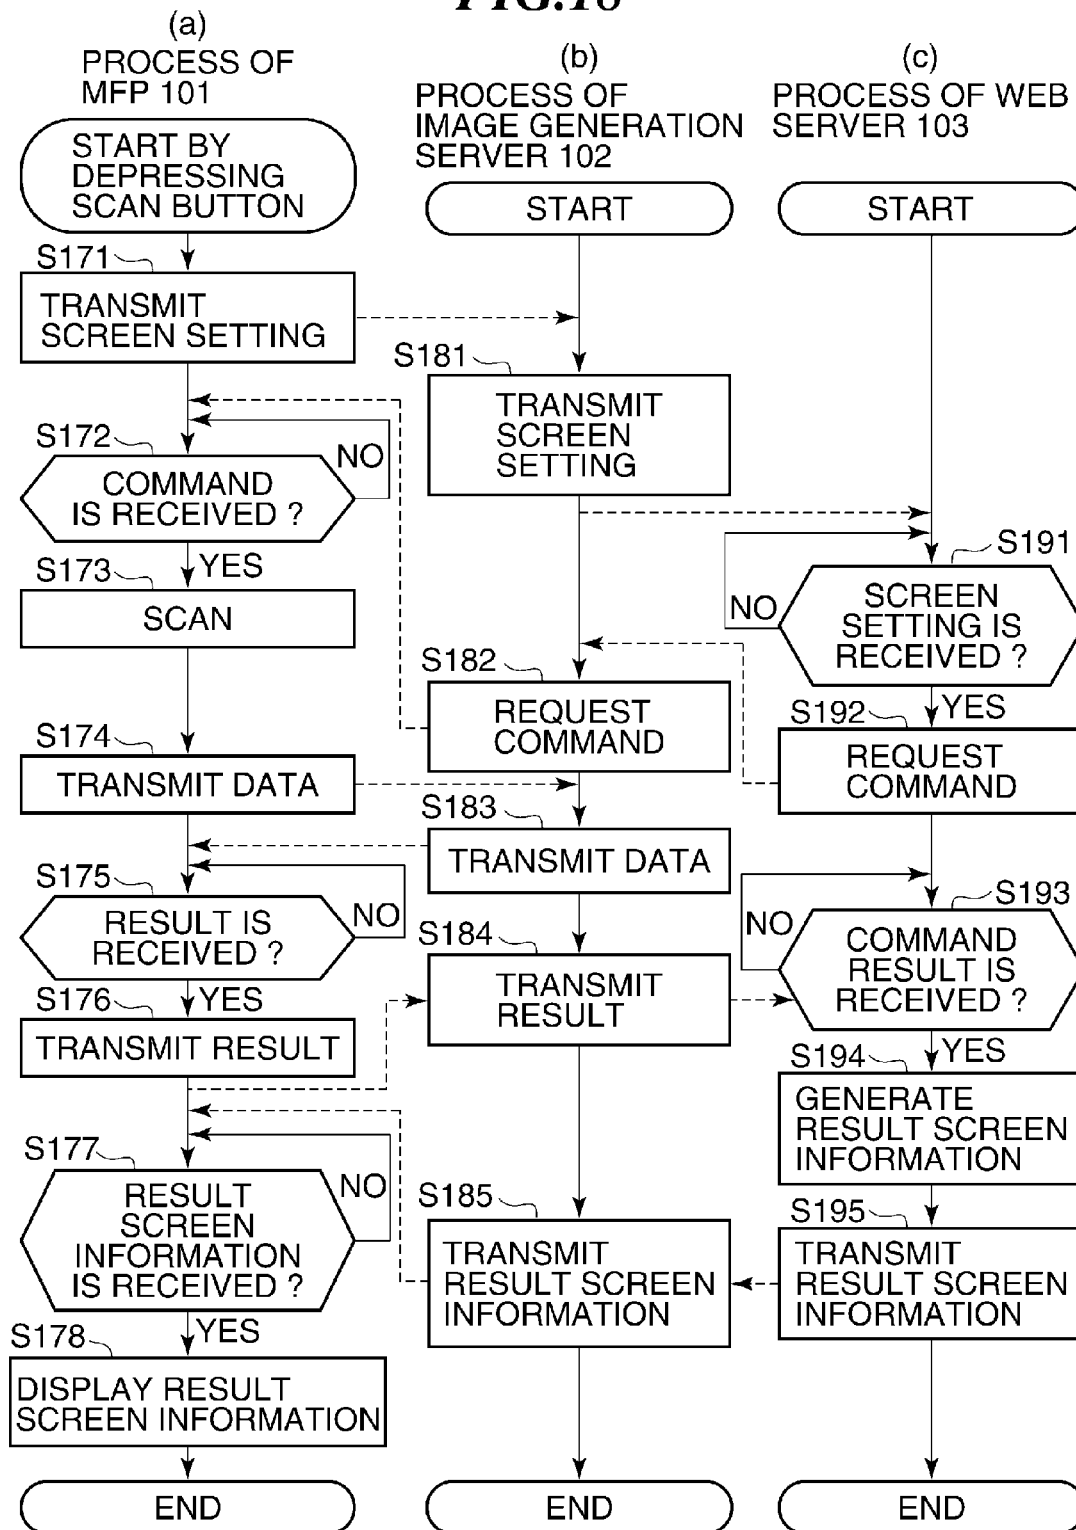 (a)
PROCESS OF
MFP 101
START BY
DEPRESSING
SCAN BUTTON
S171
TRANSMIT
SCREEN SETTING
S172
COMMAND
IS RECEIVED ?
NO
YES
S173
SCAN
S174
TRANSMIT DATA
S175
RESULT IS
RECEIVED ?
NO
YES
S176
TRANSMIT RESULT
S177
RESULT
SCREEN
INFORMATION
IS RECEIVED ?
NO
YES
S178
DISPLAY RESULT
SCREEN INFORMATION
END
(b)
PROCESS OF
IMAGE GENERATION
SERVER 102
START
S181
TRANSMIT
SCREEN
SETTING
S182
REQUEST
COMMAND
S183
TRANSMIT DATA
S184
TRANSMIT
RESULT
S185
TRANSMIT
RESULT SCREEN
INFORMATION
END
(c)
PROCESS OF WEB
SERVER 103
START
S191
SCREEN
SETTING IS
RECEIVED ?
NO
YES
S192
REQUEST
COMMAND
S193
COMMAND
RESULT IS
RECEIVED ?
NO
YES
S194
GENERATE
RESULT SCREEN
INFORMATION
S195
TRANSMIT
RESULT SCREEN
INFORMATION
END